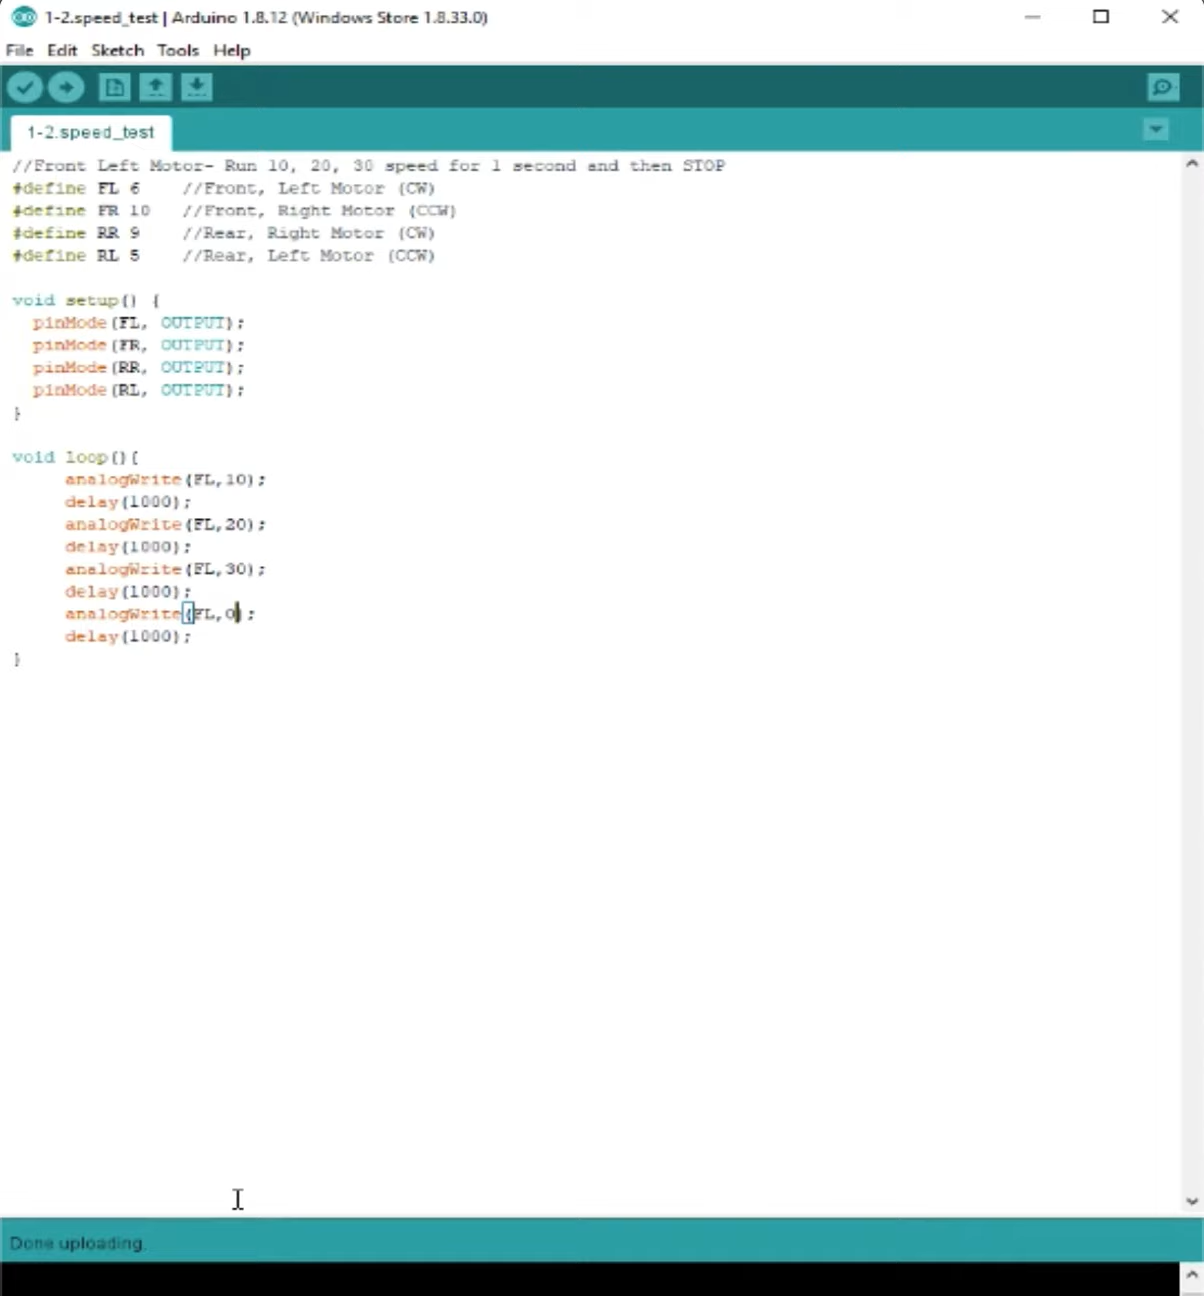 1-2.speed_test | Arduino 1.8.12 (Windows Store 1.8.33.0)
File Edit Sketch Tools Help
1-2.speed_test
//Front Left Motor- Run 10, 20, 30 speed for 1 second and then STOP
#define FL 6    //Front, Left Motor (CW)
#define FR 10   //Front, Right Motor (CCW)
#define RR 9    //Rear, Right Motor (CW)
#define RL 5    //Rear, Left Motor (CCW)
void setup() {
  pinMode(FL, OUTPUT);
  pinMode(FR, OUTPUT);
  pinMode(RR, OUTPUT);
  pinMode(RL, OUTPUT);
}
void loop(){
     analogWrite(FL,10);
     delay(1000);
     analogWrite(FL,20);
     delay(1000);
     analogWrite(FL,30);
     delay(1000);
     analogWrite(FL,0);
     delay(1000);
}
Done uploading.